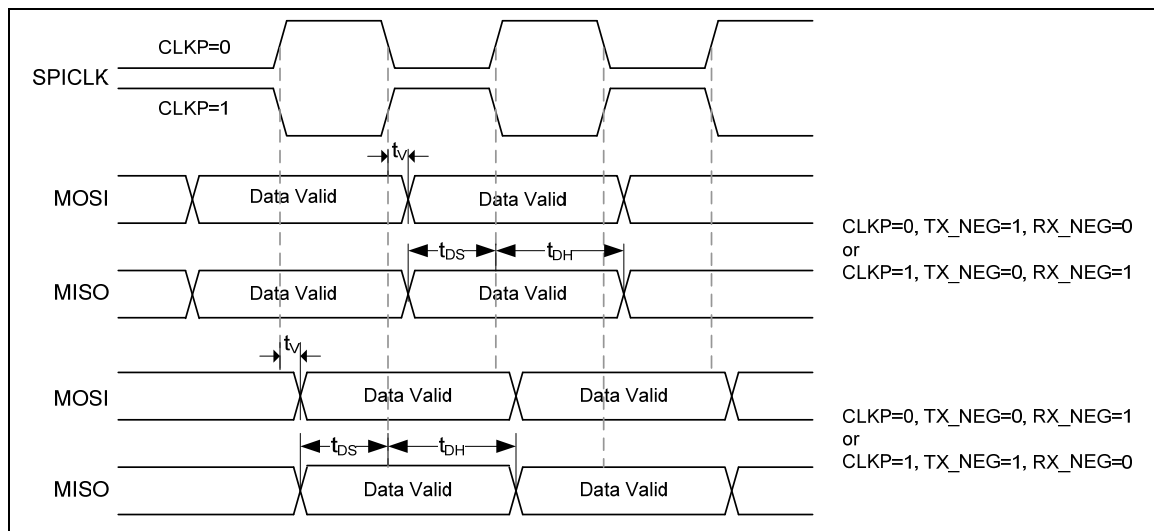 CLKP=0
SPICLK
CLKP=1
tV
MOSI
Data Valid
Data Valid
CLKP=0, TX_NEG=1, RX_NEG=0
or
CLKP=1, TX_NEG=0, RX_NEG=1
tDS
tDH
MISO
Data Valid
Data Valid
tV
MOSI
Data Valid
Data Valid
CLKP=0, TX_NEG=0, RX_NEG=1
or
CLKP=1, TX_NEG=1, RX_NEG=0
tDS
tDH
MISO
Data Valid
Data Valid